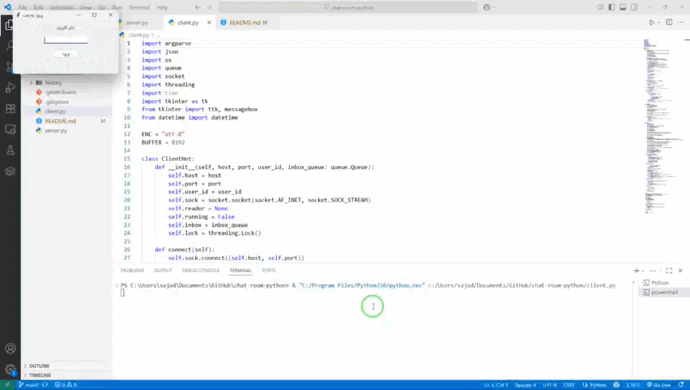 File
Run
Terminal
Help
chat-room-python
server.py
client.py
README.md M
client.py
نام کاربری
ورود
history
.gitattributes
.gitignore
client.py
README.md M
server.py
OUTLINE
TIMELINE
1 import argparse
2 import json
3 import os
4 import queue
5 import socket
6 import threading
7 import time
8 import tkinter as tk
9 from tkinter import ttk, messagebox
10 from datetime import datetime
11
12 ENC = "utf-8"
13 BUFFER = 8192
14
15 class ClientNet:
16 def __init__(self, host, port, user_id, inbox_queue: queue.Queue):
17 self.host = host
18 self.port = port
19 self.user_id = user_id
20 self.sock = socket.socket(socket.AF_INET, socket.SOCK_STREAM)
21 self.reader = None
22 self.running = False
23 self.inbox = inbox_queue
24 self.lock = threading.Lock()
25
26 def connect(self):
27 self.sock.connect((self.host, self.port))
PROBLEMS OUTPUT DEBUG CONSOLE TERMINAL PORTS
PS C:\Users\sajad\Documents\GitHub\chat-room-python> & "C:/Program Files/Python310/python.exe" c:/Users/sajad/Documents/GitHub/chat-room-python/client.py
Python
powershell
main*
0 0
Ln 1, Col 1 Spaces: 4 UTF-8 CRLF Python 3.10.5 Go Live